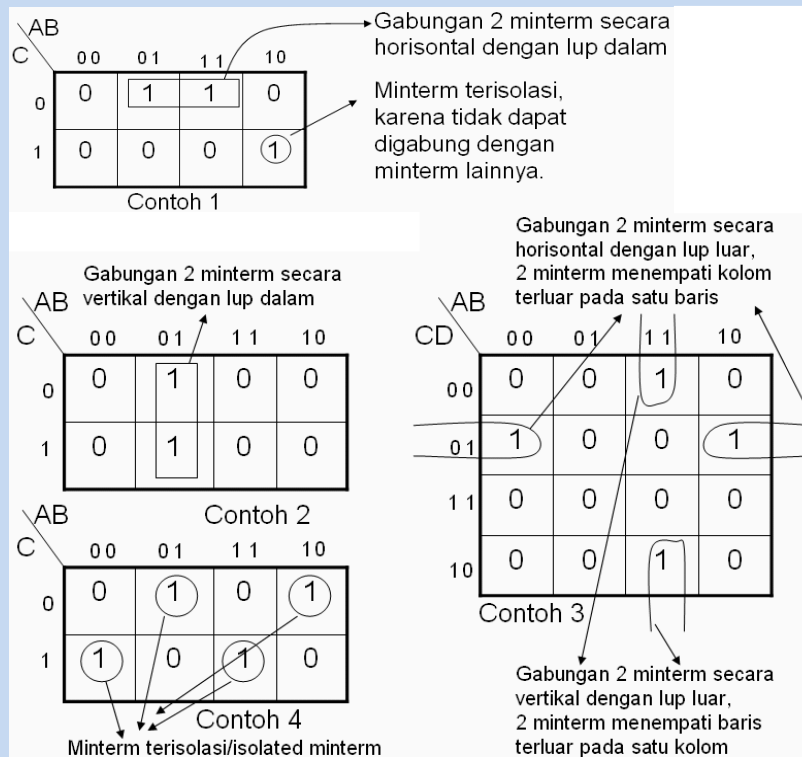 AB
C 00 01 11 10
0 0 1 1 0
1 0 0 0 1
Contoh 1
Gabungan 2 minterm secara
horisontal dengan lup dalam
Minterm terisolasi,
karena tidak dapat
digabung dengan
minterm lainnya.
Gabungan 2 minterm secara
vertikal dengan lup dalam
AB
C 00 01 11 10
0 0 1 0 0
1 0 1 0 0
Contoh 2
AB
C 00 01 11 10
0 0 1 0 1
1 1 0 1 0
Contoh 4
Minterm terisolasi/isolated minterm
Gabungan 2 minterm secara
horisontal dengan lup luar,
2 minterm menempati kolom
terluar pada satu baris
AB
CD 00 01 11 10
00 0 0 1 0
01 1 0 0 1
11 0 0 0 0
10 0 0 1 0
Contoh 3
Gabungan 2 minterm secara
vertikal dengan lup luar,
2 minterm menempati baris
terluar pada satu kolom